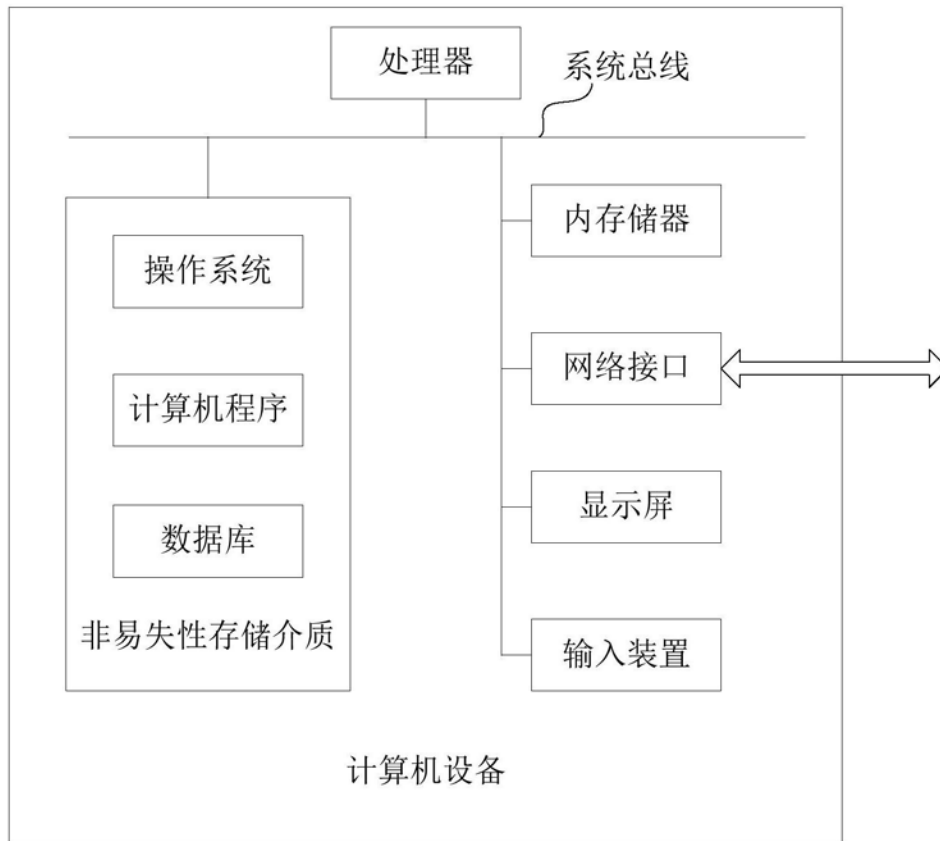 处理器
系统总线
内存储器
操作系统
网络接口
计算机程序
显示屏
数据库
非易失性存储介质
输入装置
计算机设备